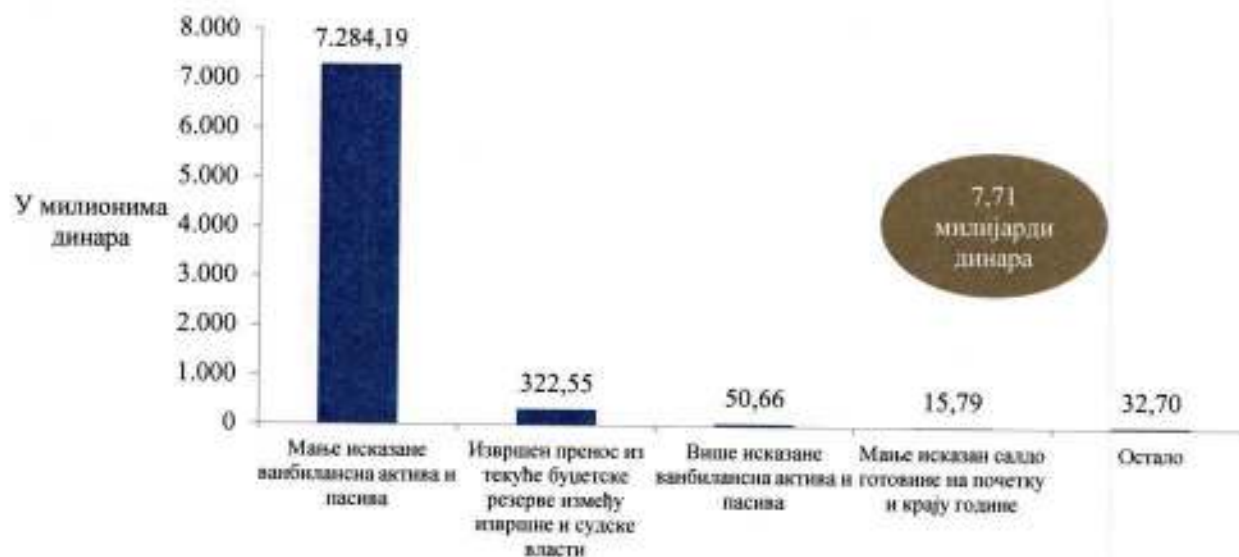 8.000
7.000
6.000
5.000
4.000
3.000
2.000
1.000
0
У милионима
динара
7.284,19
322,55
50,66
15,79
32,70
7,71
милијарди
динара
Мање исказане
ванбилансна актива и
пасива
Извршен пренос из
текуће буџетске
резерве између
извршне и судске
власти
Више исказане
ванбилансна актива и
пасива
Мање исказан салдо
готовине на почетку
и крају године
Остало